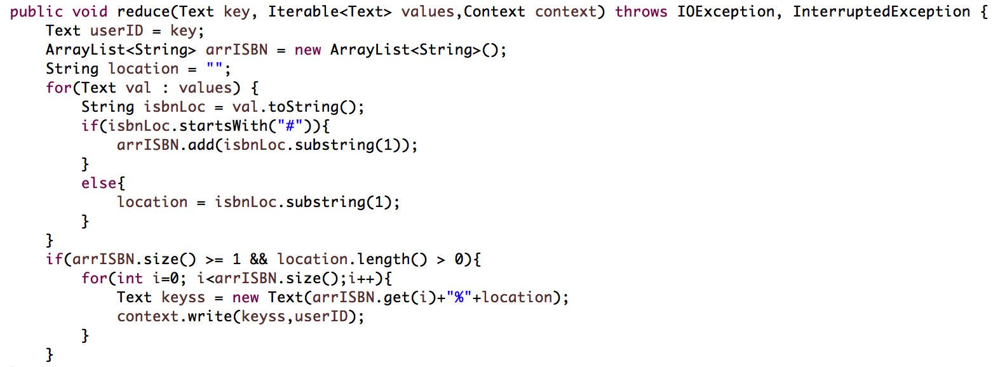 public void reduce(Text key, Iterable<Text> values,Context context) throws IOException, InterruptedException {
    Text userID = key;
    ArrayList<String> arrISBN = new ArrayList<String>();
    String location = "";
    for(Text val : values) {
        String isbnLoc = val.toString();
        if(isbnLoc.startsWith("#")){
            arrISBN.add(isbnLoc.substring(1));
        }
        else{
            location = isbnLoc.substring(1);
        }
    }
    if(arrISBN.size() >= 1 && location.length() > 0){
        for(int i=0; i<arrISBN.size();i++){
            Text keyss = new Text(arrISBN.get(i)+"%"+location);
            context.write(keyss,userID);
        }
    }